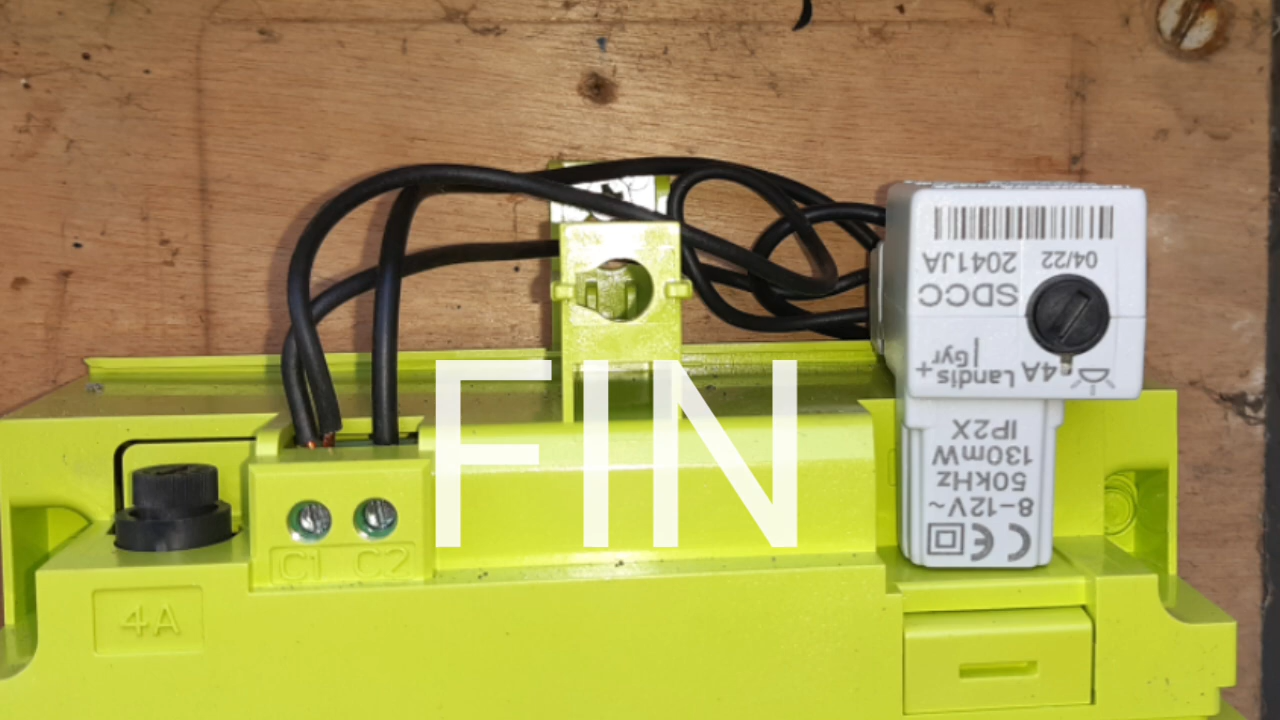 04/22
2041JA
SDCC
4A
Landis+
Gyr
FIN
IP2X
130mW
50kHz
8-12V~
CE
C1 C2
4A